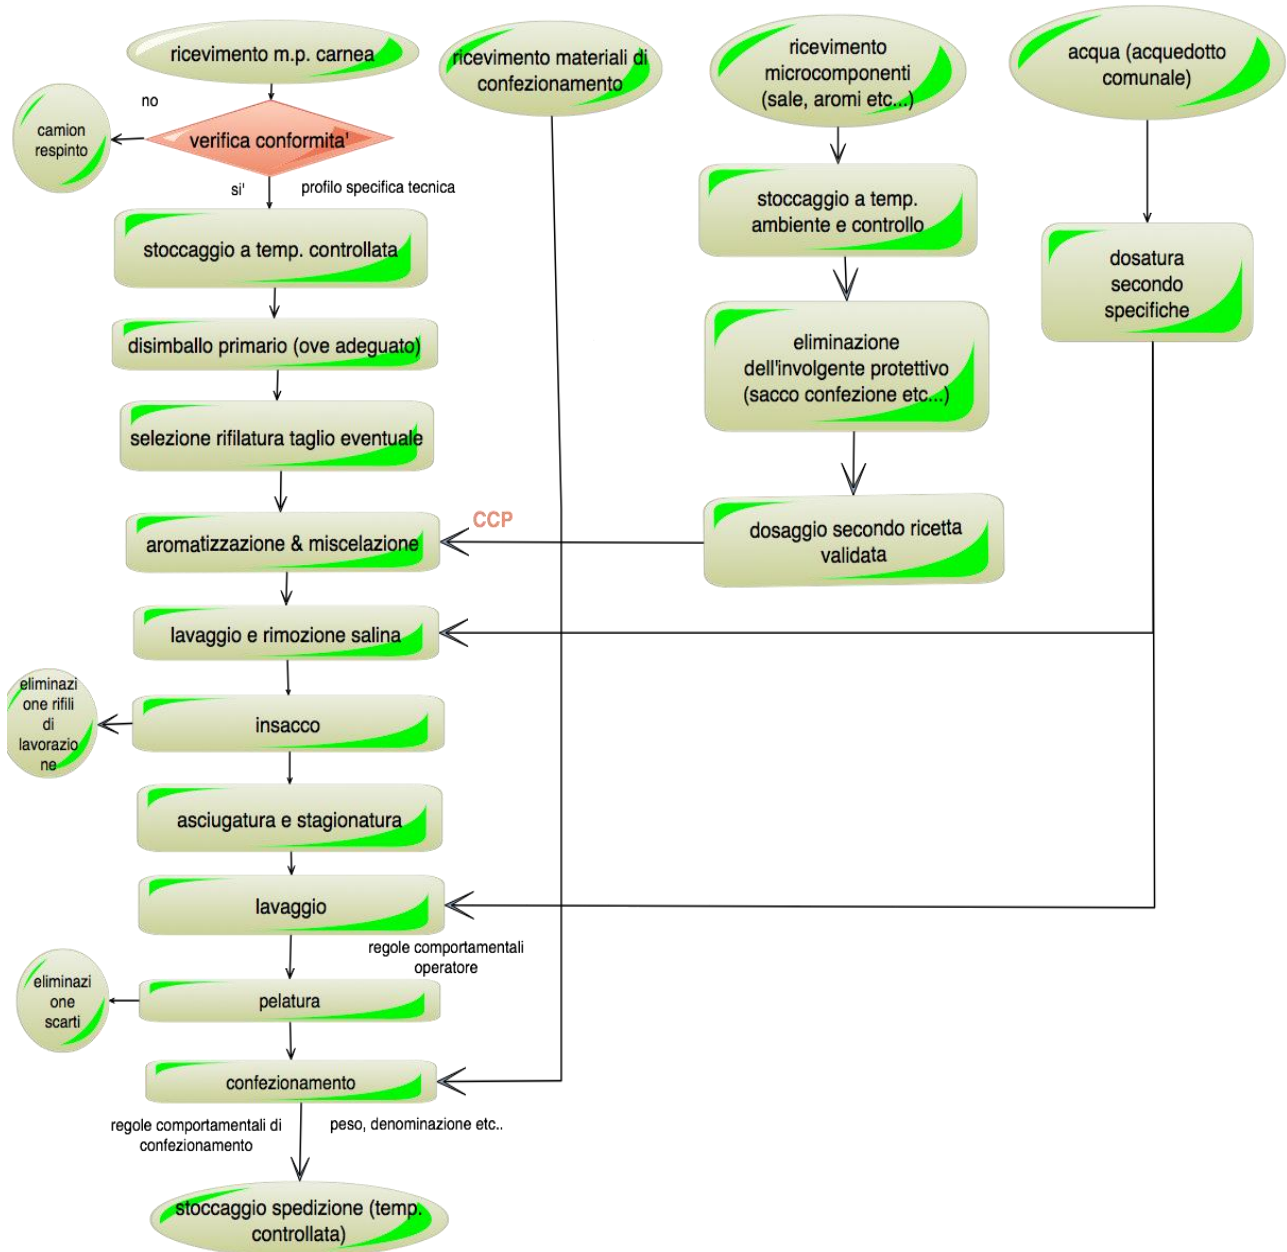 ricevimento m.p. carnea
ricevimento materiali di
confezionamento
ricevimento
microcomponenti
(sale, aromi etc...)
acqua (acquedotto
comunale)
no
camion
respinto
verifica conformita'
si'
profilo specifica tecnica
stoccaggio a temp. controllata
stoccaggio a temp.
ambiente e controllo
dosatura
secondo
specifiche
disimballo primario (ove adeguato)
eliminazione
dell'involgente protettivo
(sacco confezione etc...)
selezione rifilatura taglio eventuale
CCP
aromatizzazione & miscelazione
dosaggio secondo ricetta
validata
lavaggio e rimozione salina
eliminazi
one rifili
di
lavorazio
ne
insacco
asciugatura e stagionatura
lavaggio
regole comportamentali
operatore
eliminazi
one
scarti
pelatura
confezionamento
regole comportamentali di
confezionamento
peso, denominazione etc..
stoccaggio spedizione (temp.
controllata)